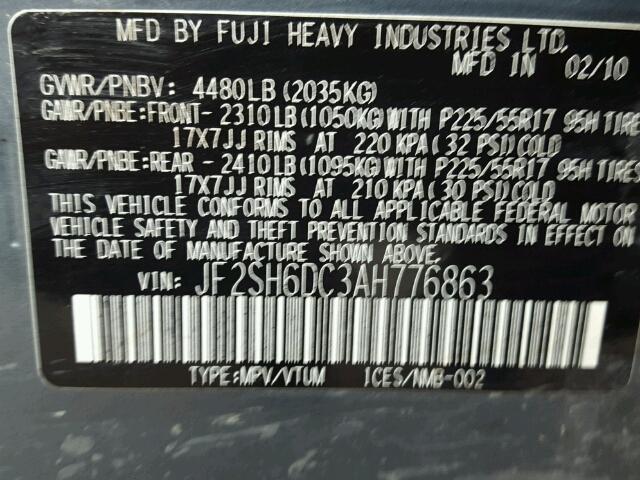 MFD BY FUJI HEAVY INDUSTRIES LTD.
MFD IN 02/10
GVWR/PNBV: 4480LB(2035KG)
GAWR/PNBE:FRONT- 2310LB(1050KG)WITH P225/55R17 95H TIRES
17X7JJ RIMS AT 220 KPA( 32 PSI)COLD
GAWR/PNBE:REAR - 2410LB(1095KG)WITH P225/55R17 95H TIRES
17X7JJ RIMS AT 210 KPA( 30 PSI)COLD
THIS VEHICLE CONFORMS TO ALL APPLICABLE FEDERAL MOTOR
VEHICLE SAFETY AND THEFT PREVENTION STANDARDS IN EFFECT ON
THE DATE OF MANUFACTURE SHOWN ABOVE.
VIN: JF2SH6DC3AH776863
TYPE:MPV/VTUM ICES/NMB-002